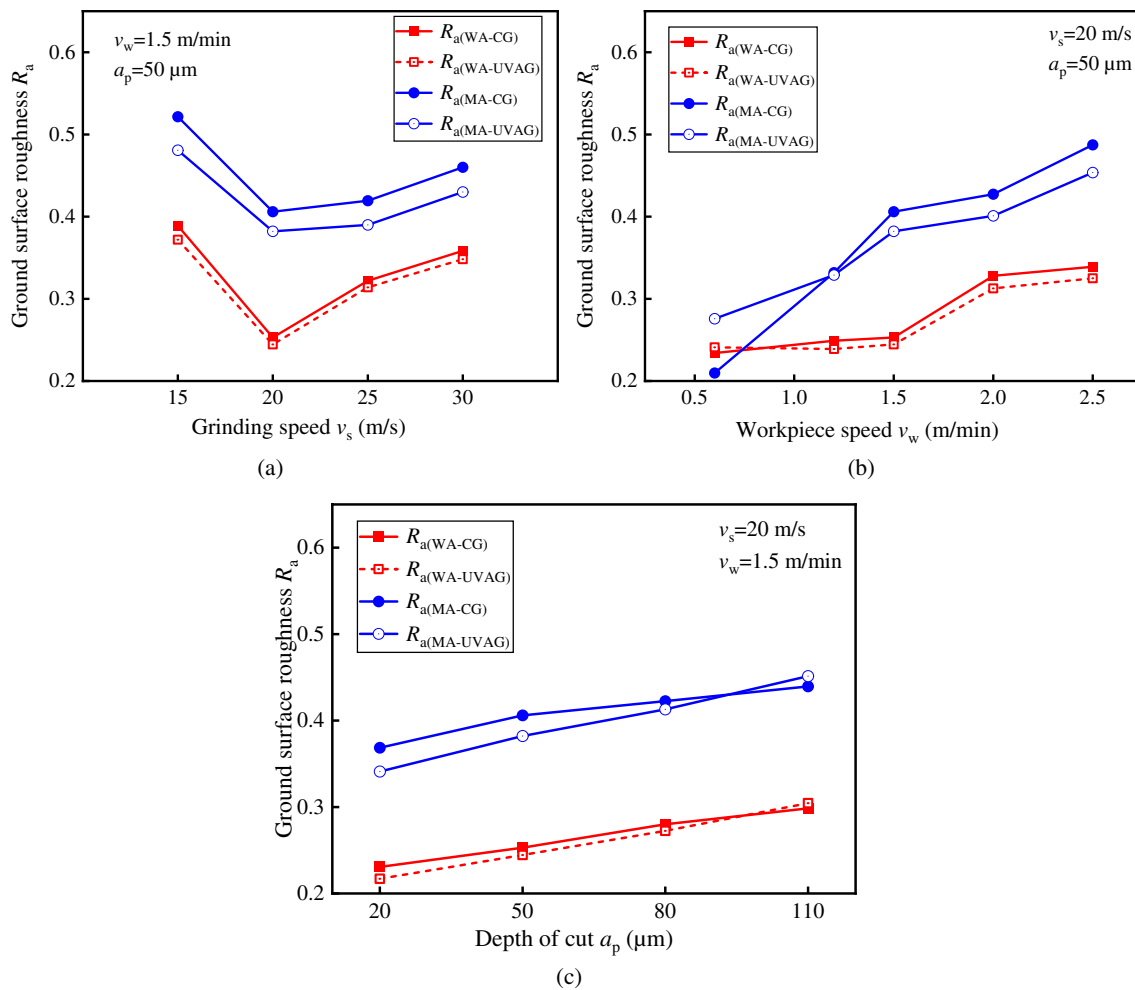 0.6
0.5
0.4
0.3
0.2
Ground surface roughness Ra
vw=1.5 m/min
ap=50 μm
Ra(WA-CG)
Ra(WA-UVAG)
Ra(MA-CG)
Ra(MA-UVAG)
15 20 25 30
Grinding speed vs (m/s)
(a)
0.6
0.5
0.4
0.3
0.2
Ground surface roughness Ra
Ra(WA-CG)
Ra(WA-UVAG)
Ra(MA-CG)
Ra(MA-UVAG)
vs=20 m/s
ap=50 μm
0.5 1.0 1.5 2.0 2.5
Workpiece speed vw (m/min)
(b)
0.6
0.5
0.4
0.3
0.2
Ground surface roughness Ra
Ra(WA-CG)
Ra(WA-UVAG)
Ra(MA-CG)
Ra(MA-UVAG)
vs=20 m/s
vw=1.5 m/min
20 50 80 110
Depth of cut ap (μm)
(c)